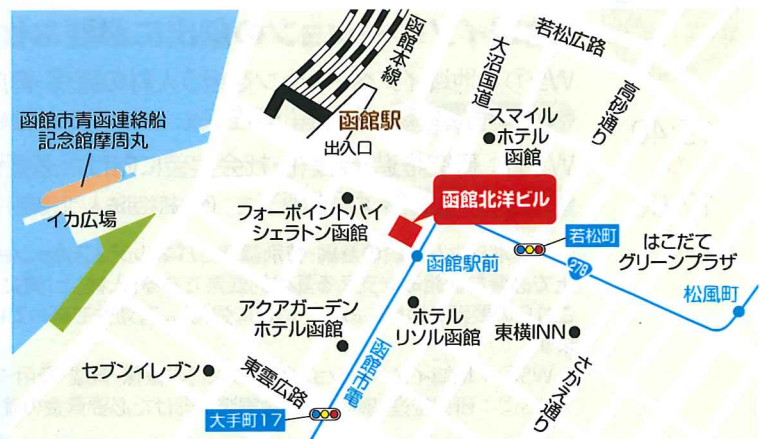 函館本線
若松広路
大沼国道
高砂通り
函館市青函連絡船
記念館摩周丸
函館駅
出入口
スマイル
ホテル
函館
イカ広場
フォーポイントバイ
シェラトン函館
函館北洋ビル
若松町
はこだて
グリーンプラザ
函館駅前
278
松風町
アクアガーデン
ホテル函館
ホテル
リソル函館
東横INN
セブンイレブン
東雲広路
函館市電
さかえ通り
大手町17